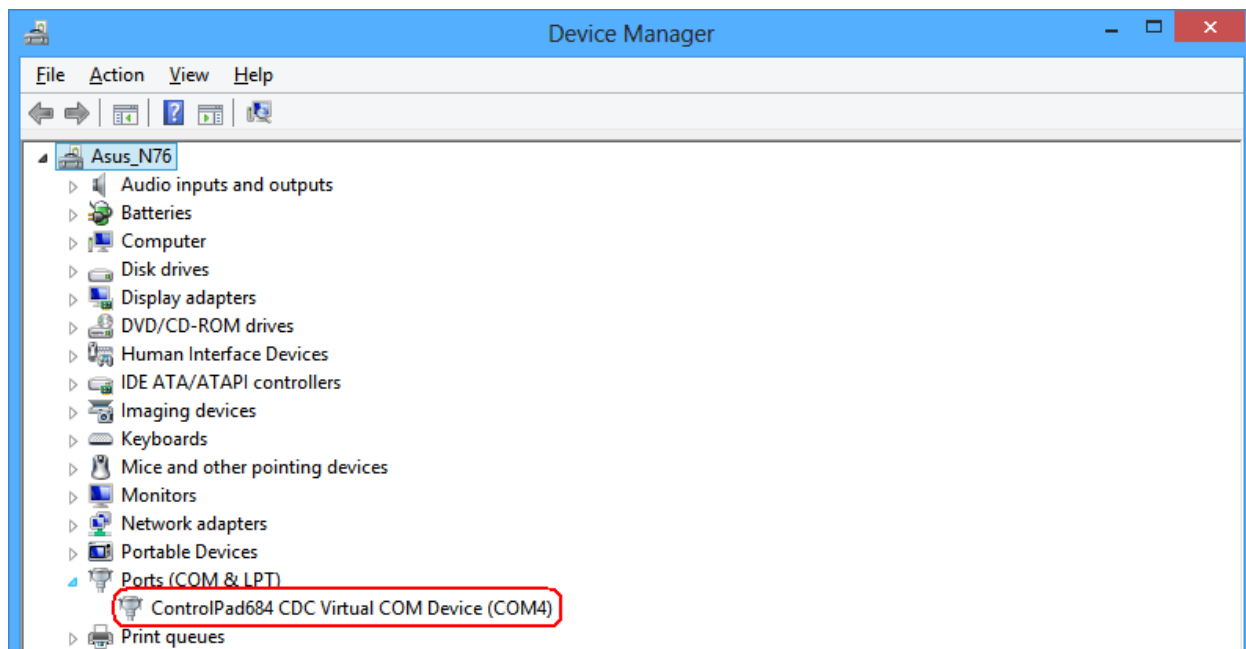 Device Manager
File Action View Help
Asus_N76
Audio inputs and outputs
Batteries
Computer
Disk drives
Display adapters
DVD/CD-ROM drives
Human Interface Devices
IDE ATA/ATAPI controllers
Imaging devices
Keyboards
Mice and other pointing devices
Monitors
Network adapters
Portable Devices
Ports (COM & LPT)
ControlPad684 CDC Virtual COM Device (COM4)
Print queues